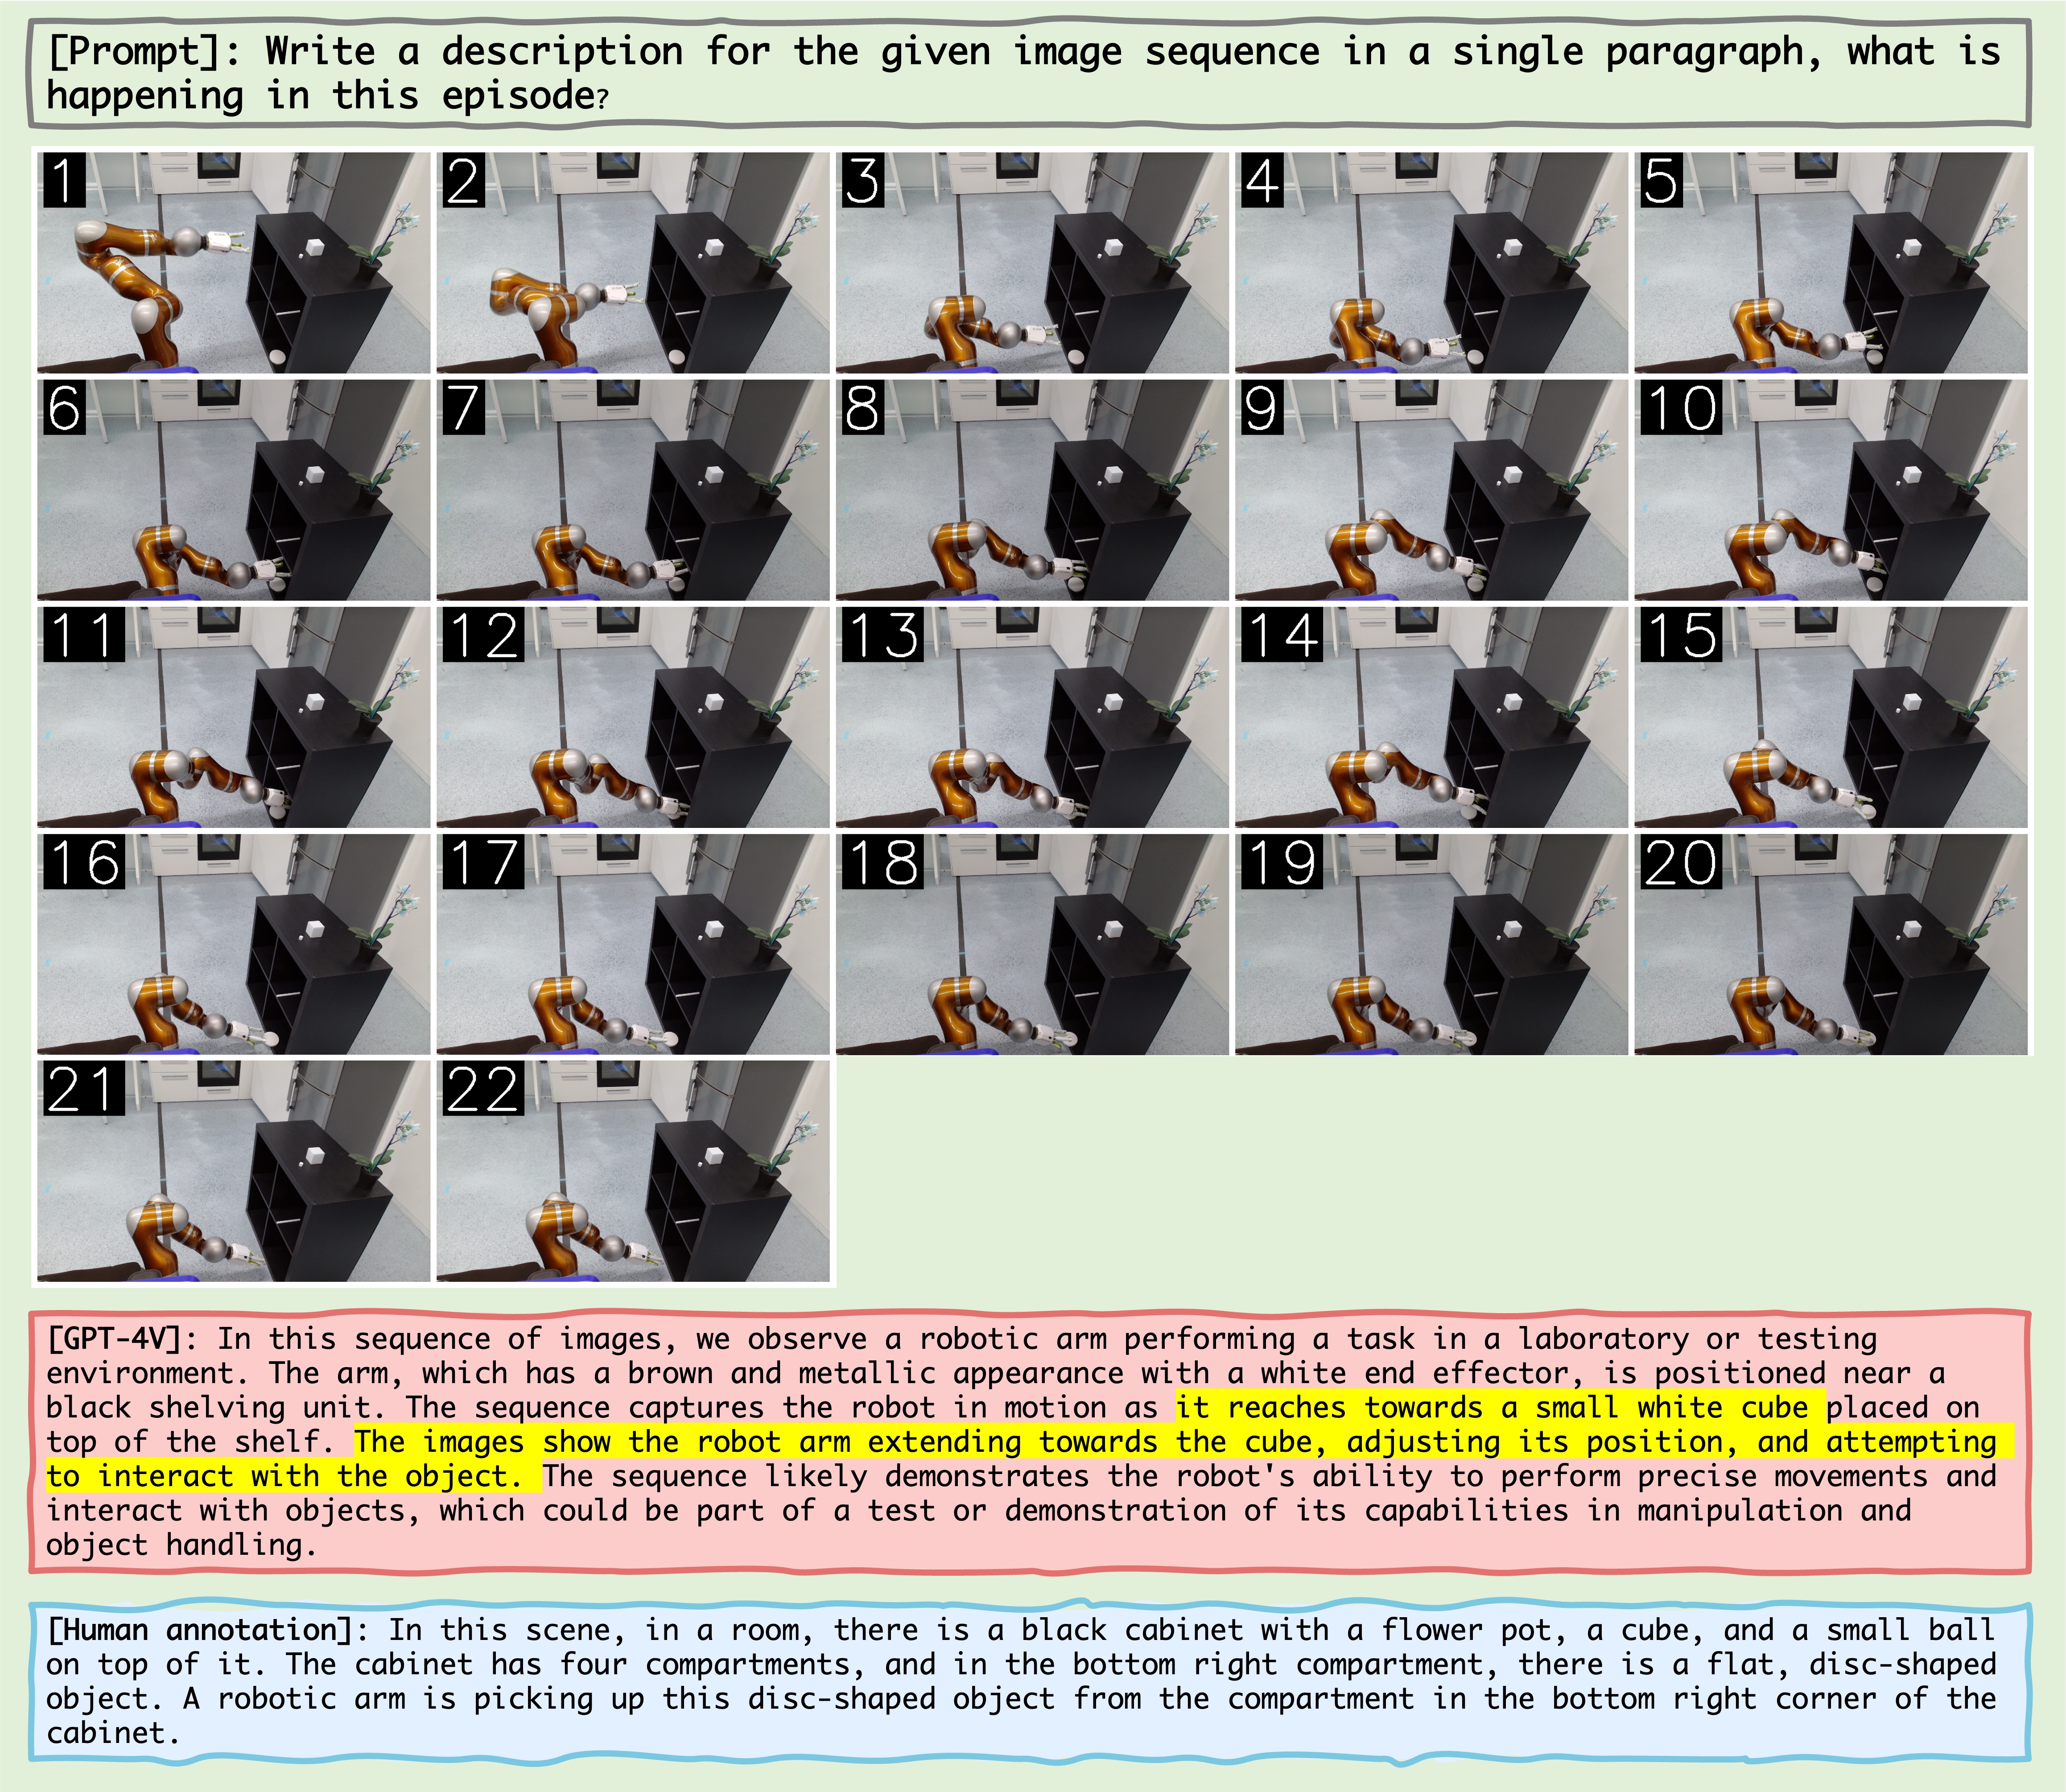 [Prompt]: Write a description for the given image sequence in a single paragraph, what is
happening in this episode?
1
2
3
4
5
6
7
8
9
10
11
12
13
14
15
16
17
18
19
20
21
22
[GPT-4V]: In this sequence of images, we observe a robotic arm performing a task in a laboratory or testing
environment. The arm, which has a brown and metallic appearance with a white end effector, is positioned near a
black shelving unit. The sequence captures the robot in motion as it reaches towards a small white cube placed on
top of the shelf. The images show the robot arm extending towards the cube, adjusting its position, and attempting
to interact with the object. The sequence likely demonstrates the robot's ability to perform precise movements and
interact with objects, which could be part of a test or demonstration of its capabilities in manipulation and
object handling.
[Human annotation]: In this scene, in a room, there is a black cabinet with a flower pot, a cube, and a small ball
on top of it. The cabinet has four compartments, and in the bottom right compartment, there is a flat, disc-shaped
object. A robotic arm is picking up this disc-shaped object from the compartment in the bottom right corner of the
cabinet.